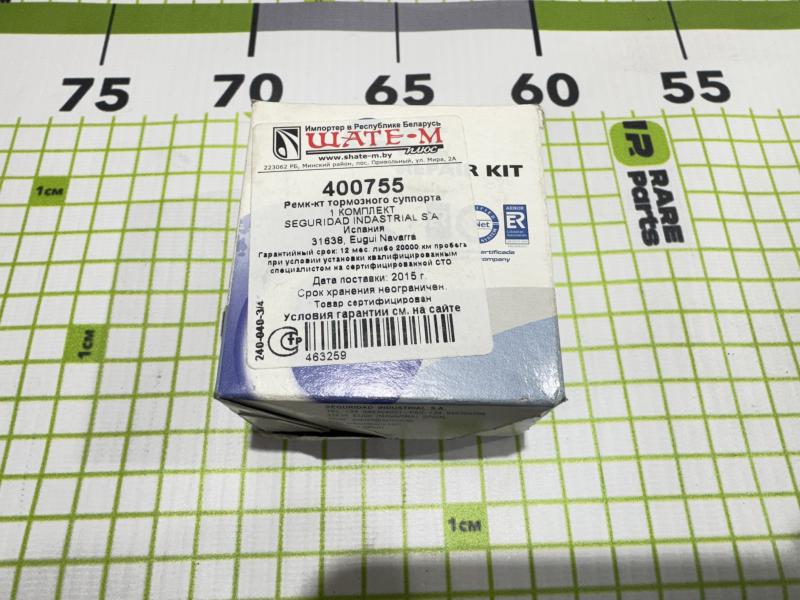 75 70 65 60 55
1см
1см
1см
RARE
Parts
Импортер в Республике Беларусь
ШАТЕ-М
плюс
www.shate-m.by
223062 РБ, Минский район, пос. Привольный, ул. Мира, 2А
400755
Ремк-кт тормозного суппорта
1 КОМПЛЕКТ
SEGURIDAD INDASTRIAL S'A
Испания
31638, Eugui Navarra
Гарантийный срок: 12 мес. либо 20000 км пробега
при условии установки квалифицированным
специалистом на сертифицированной СТО
Дата поставки: 2015 г.
Срок хранения неограничен.
Товар сертифицирован
Условия гарантии см. на сайте
463259
240-040-3/4
R KIT
Net
AENOR
ER
SEGURIDAD INDUSTRIAL S.A.